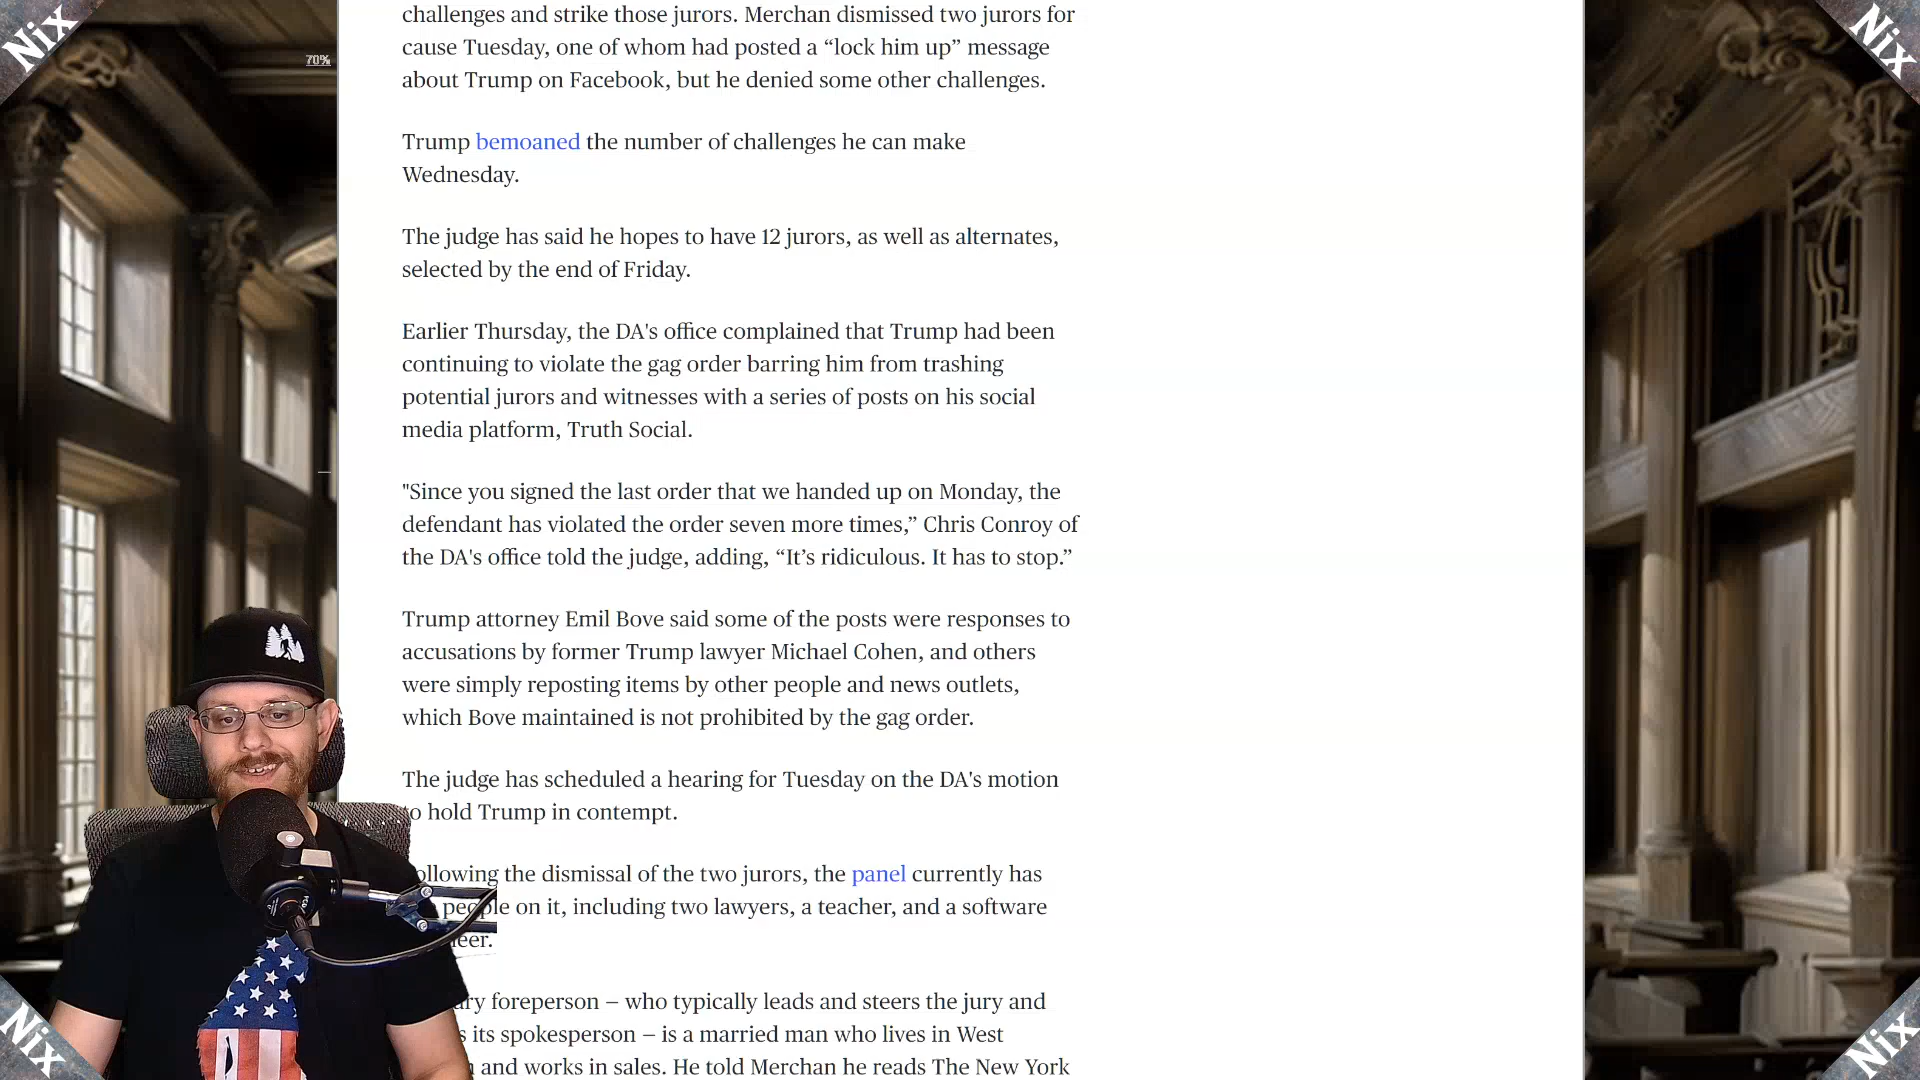 Nix
Nix
70%
challenges and strike those jurors. Merchan dismissed two jurors for
cause Tuesday, one of whom had posted a “lock him up” message
about Trump on Facebook, but he denied some other challenges.
Trump bemoaned the number of challenges he can make
Wednesday.
The judge has said he hopes to have 12 jurors, as well as alternates,
selected by the end of Friday.
Earlier Thursday, the DA's office complained that Trump had been
continuing to violate the gag order barring him from trashing
potential jurors and witnesses with a series of posts on his social
media platform, Truth Social.
"Since you signed the last order that we handed up on Monday, the
defendant has violated the order seven more times,” Chris Conroy of
the DA's office told the judge, adding, “It’s ridiculous. It has to stop.”
Trump attorney Emil Bove said some of the posts were responses to
accusations by former Trump lawyer Michael Cohen, and others
were simply reposting items by other people and news outlets,
which Bove maintained is not prohibited by the gag order.
The judge has scheduled a hearing for Tuesday on the DA's motion
to hold Trump in contempt.
ollowing the dismissal of the two jurors, the panel currently has
people on it, including two lawyers, a teacher, and a software
eer.
ry foreperson – who typically leads and steers the jury and
s its spokesperson – is a married man who lives in West
and works in sales. He told Merchan he reads The New York
Nix
Nix